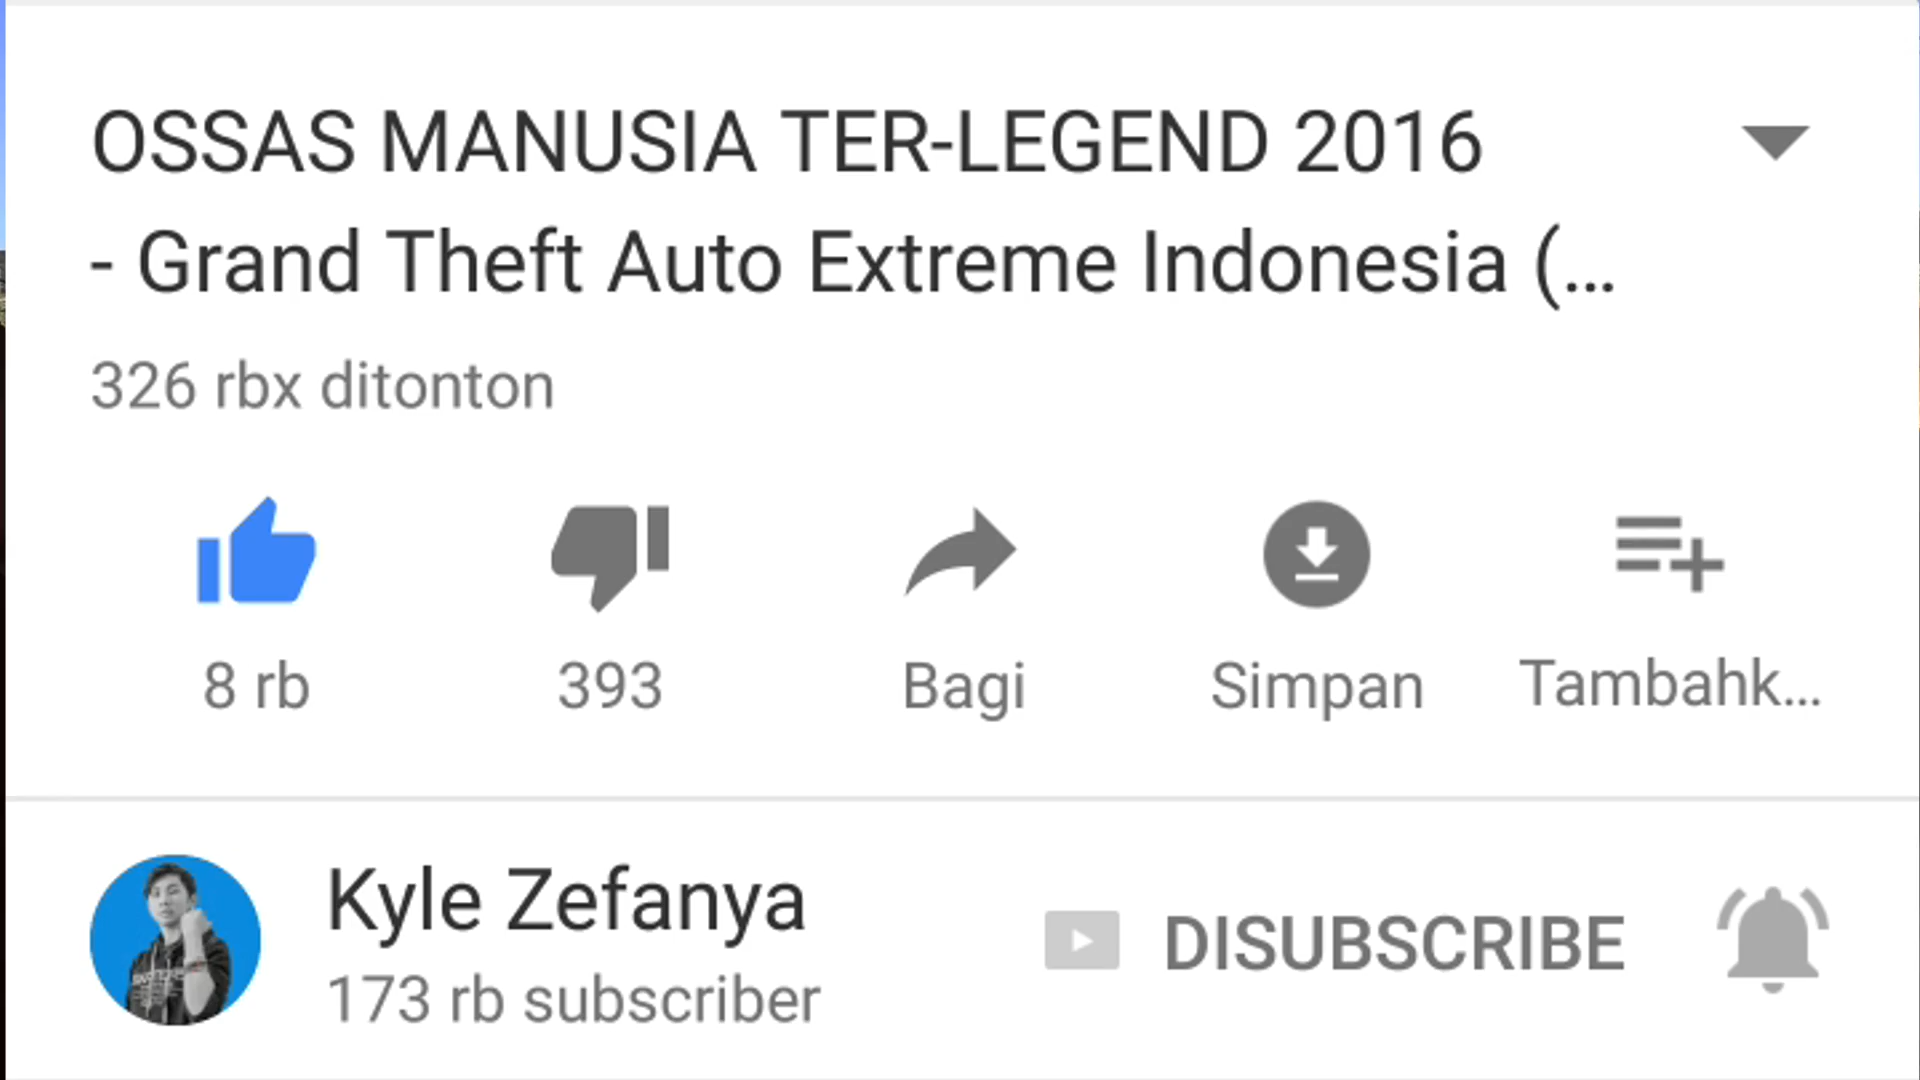 OSSAS MANUSIA TER-LEGEND 2016
- Grand Theft Auto Extreme Indonesia (...
326 rbx ditonton
8 rb
393
Bagi
Simpan
Tambahk...
Kyle Zefanya
173 rb subscriber
DISUBSCRIBE